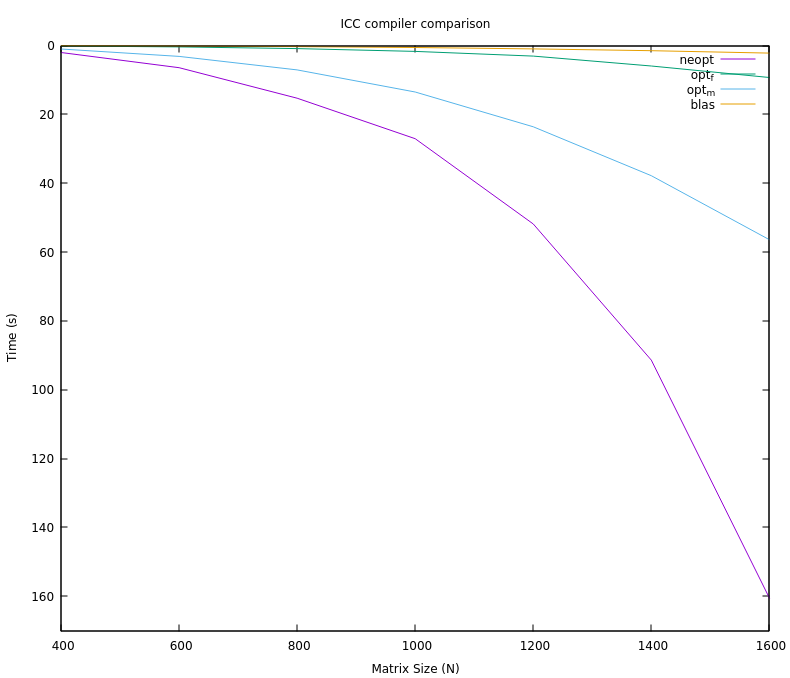 ICC compiler comparison
0
20
40
60
80
100
120
140
160
Time (s)
neopt
opt_f
opt_m
blas
400 600 800 1000 1200 1400 1600
Matrix Size (N)